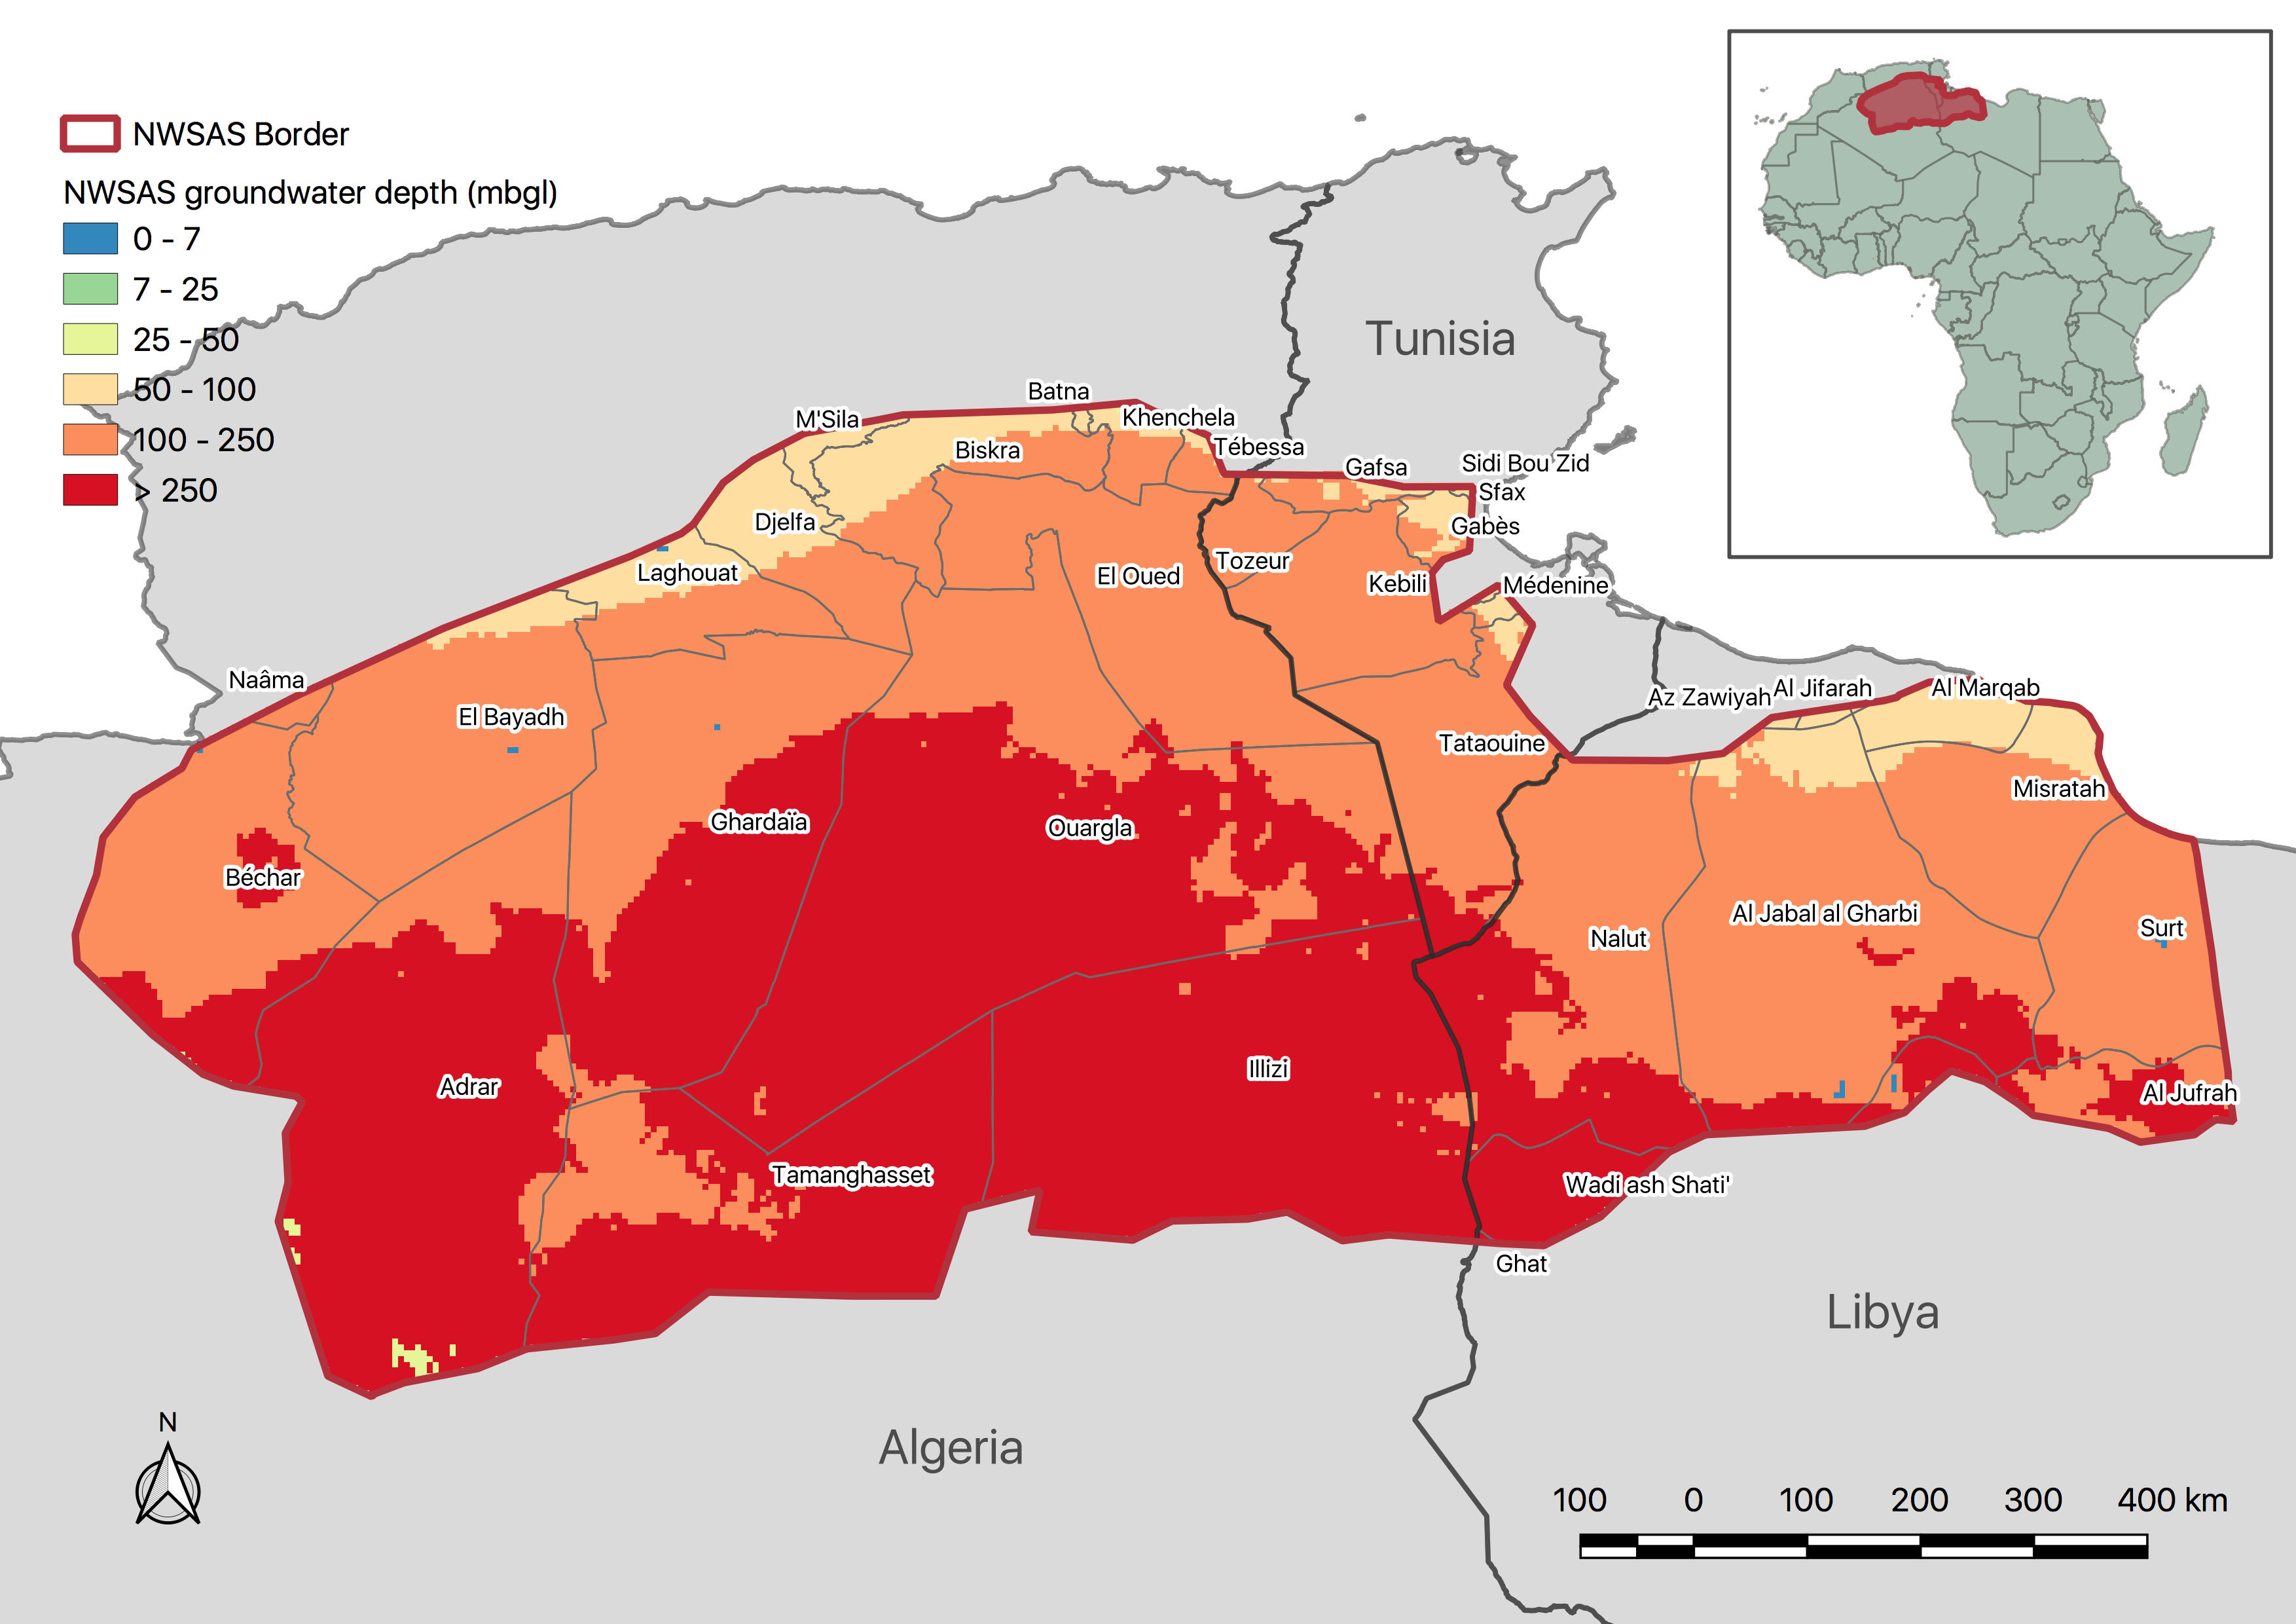 NWSAS Border
NWSAS groundwater depth (mbgl)
0 - 7
7 - 25
25 - 50
50 - 100
100 - 250
> 250
Tunisia
Batna
M'Sila
Khenchela
Biskra
Tébessa
Gafsa
Sidi Bou Zid
Sfax
Djelfa
Gabès
Laghouat
El Oued
Tozeur
Kebili
Médenine
Naâma
El Bayadh
Az Zawiyah
Al Jifarah
Al Marqab
Tataouine
Misratah
Ghardaïa
Ouargla
Béchar
Al Jabal al Gharbi
Nalut
Surt
Adrar
Illizi
Al Jufrah
Tamanghasset
Wadi ash Shati'
Ghat
Libya
Algeria
N
100 0 100 200 300 400 km